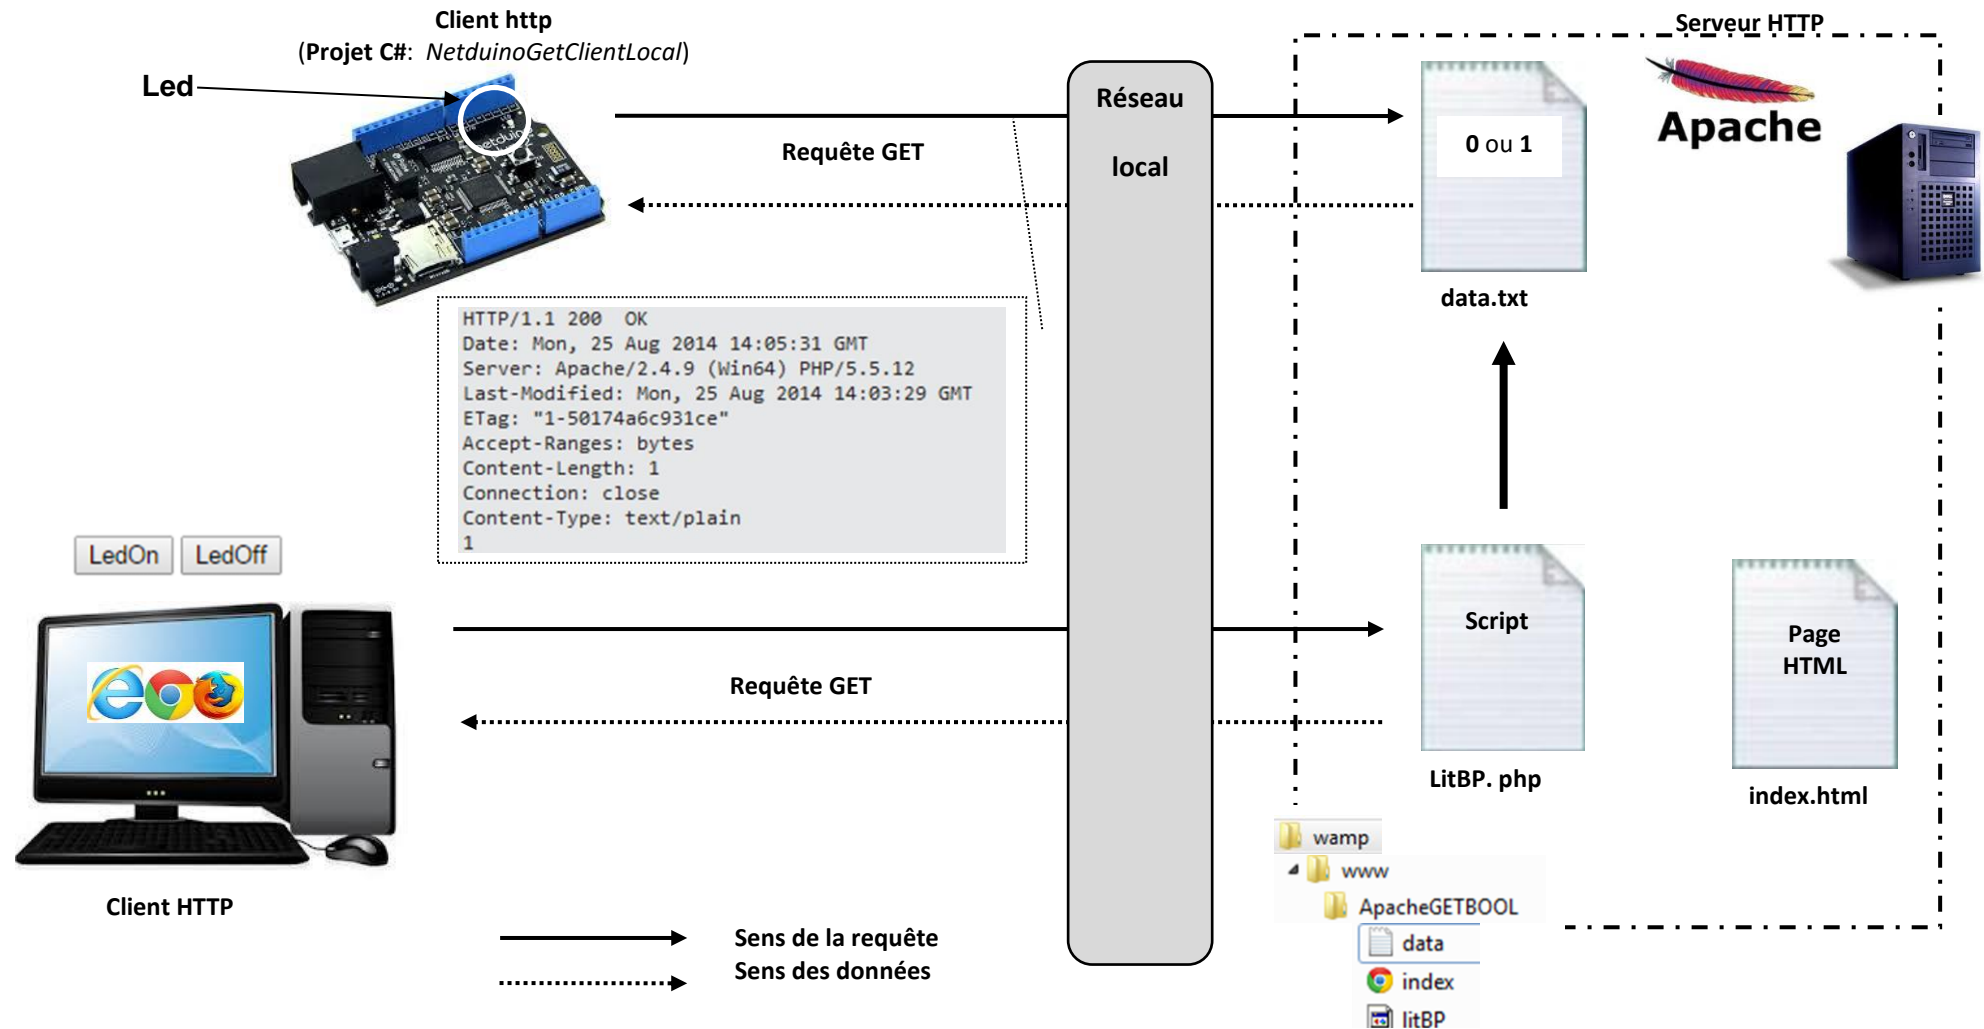 Client http
(Projet C#: NetduinoGetClientLocal)
Led
Serveur HTTP
Réseau
local
Requête GET
0 ou 1
Apache
data.txt
HTTP/1.1 200 OK
Date: Mon, 25 Aug 2014 14:05:31 GMT
Server: Apache/2.4.9 (Win64) PHP/5.5.12
Last-Modified: Mon, 25 Aug 2014 14:03:29 GMT
ETag: "1-50174a6c931ce"
Accept-Ranges: bytes
Content-Length: 1
Connection: close
Content-Type: text/plain
1
LedOn
LedOff
Requête GET
Script
LitBP. php
Page
HTML
index.html
Client HTTP
Sens de la requête
Sens des données
wamp
www
ApacheGETBOOL
data
index
litBP